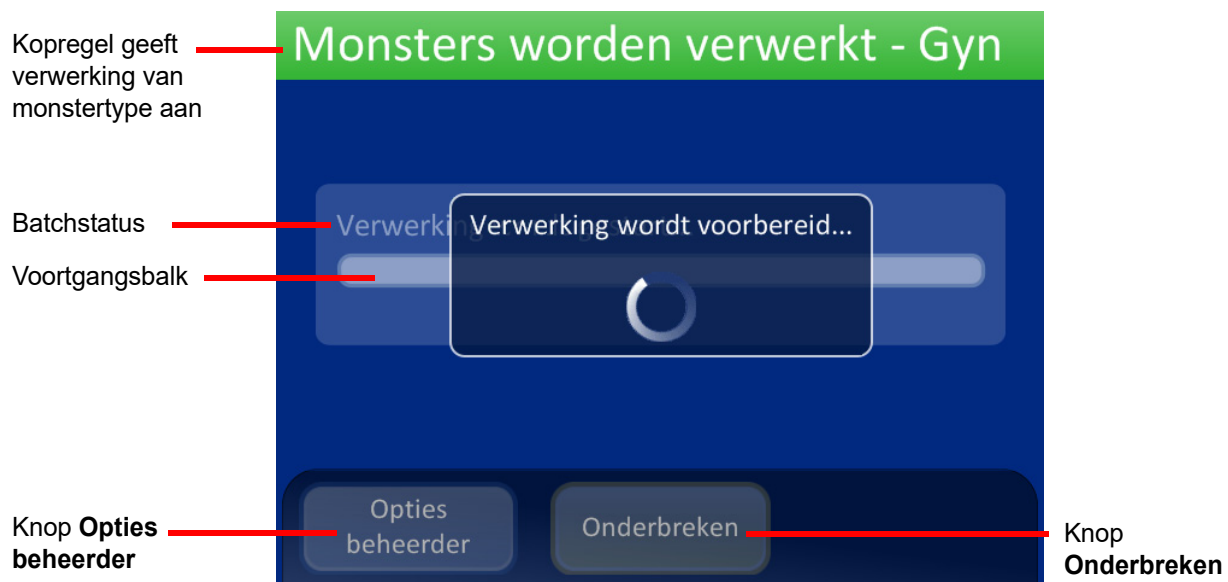 Kopregel geeft
verwerking van
monstertype aan
Monsters worden verwerkt - Gyn
Batchstatus
Verwerking
Verwerking wordt voorbereid...
Voortgangsbalk
Opties
beheerder
Onderbreken
Knop Opties
beheerder
Knop
Onderbreken